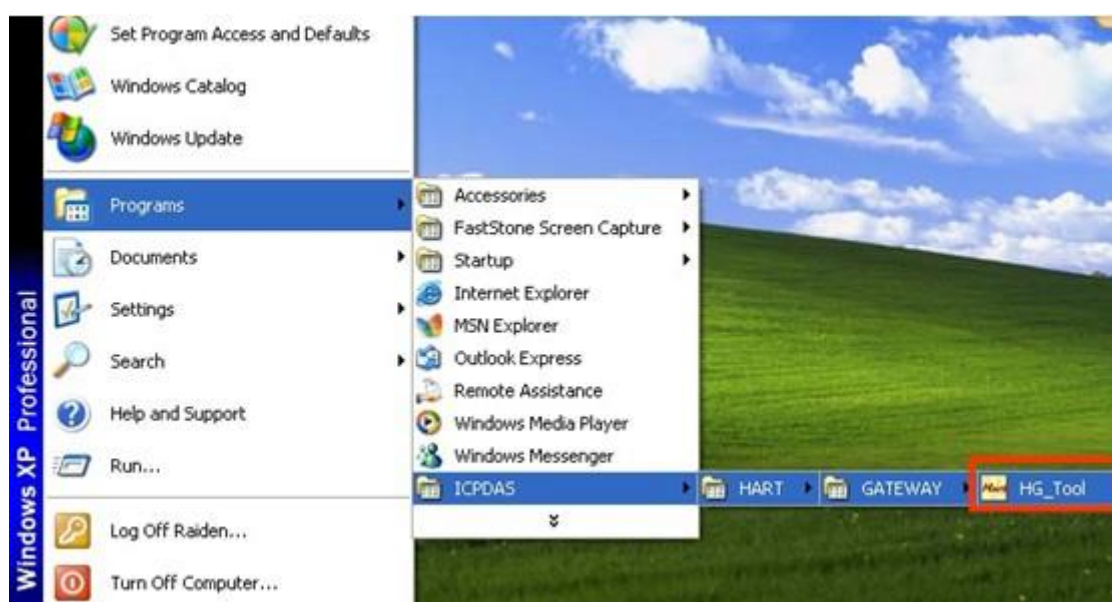 Set Program Access and Defaults
Windows Catalog
Windows Update
Programs
Documents
Settings
Search
Help and Support
Run...
Log Off Raiden...
Turn Off Computer...
Windows XP Professional
Accessories
FastStone Screen Capture
Startup
Internet Explorer
MSN Explorer
Outlook Express
Remote Assistance
Windows Media Player
Windows Messenger
ICPDAS
HART
GATEWAY
HG_Tool